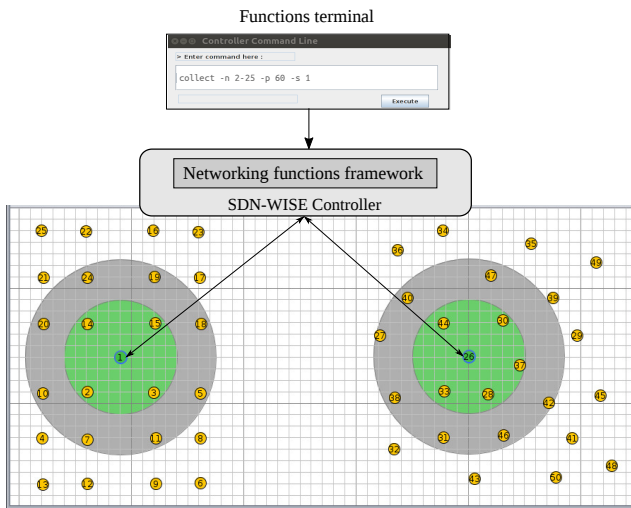 Functions terminal
Controller Command Line
> Enter command here :
collect -n 2-25 -p 60 -s 1
Execute
Networking functions framework
SDN-WISE Controller
25 22 16 23
21 24 19 17
20 14 15 18
1
10 2 3 5
4 7 11 8
13 12 9 6
34
36 35
49
47
40 39
44 30
27 29
26
37
33 28
38 42 45
31 46 41
32
48
43 50